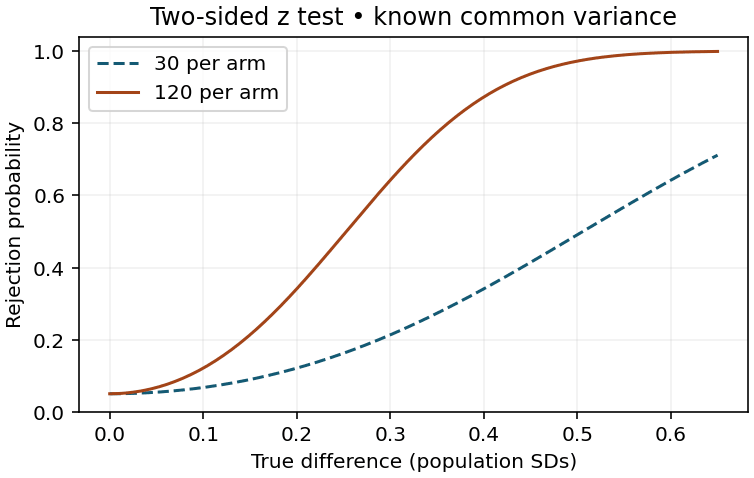 Two-sided z test • known common variance
30 per arm
120 per arm
Rejection probability
1.0
0.8
0.6
0.4
0.2
0.0
0.0 0.1 0.2 0.3 0.4 0.5 0.6
True difference (population SDs)